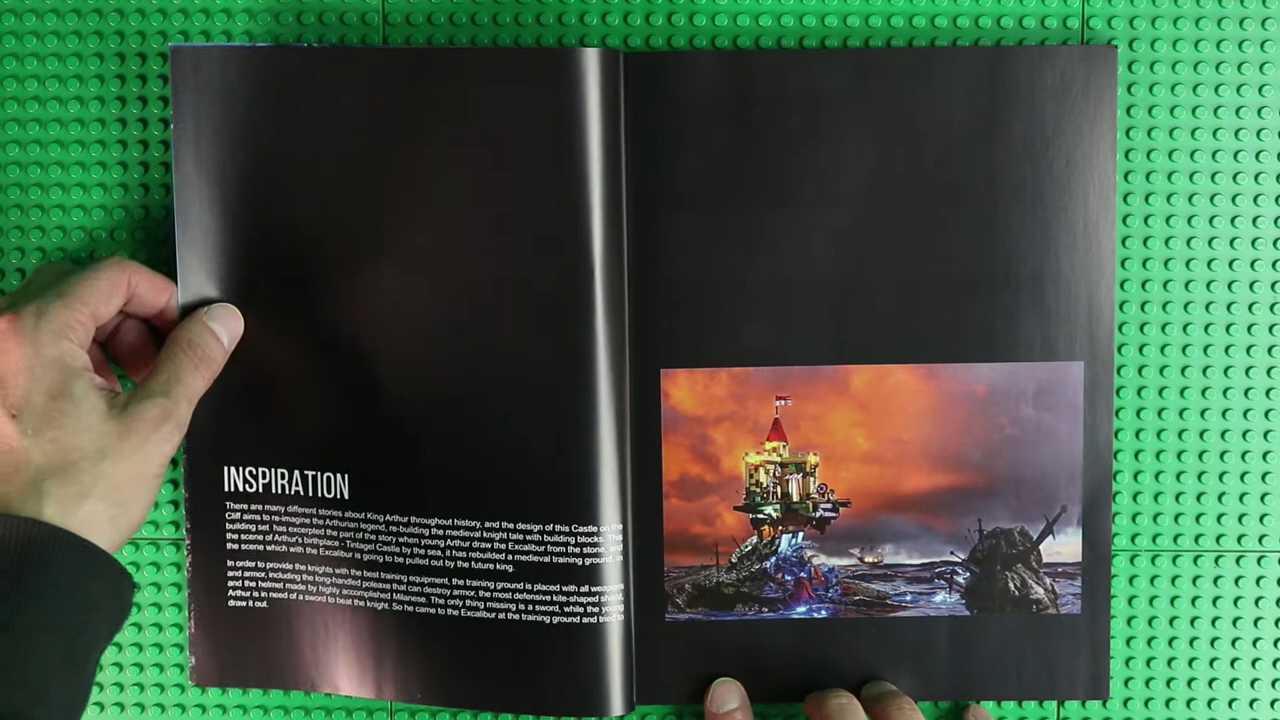 INSPIRATION
There are many different stories about King Arthur throughout history, and the design of this Castle on the
Cliff aims to re-imagine the Arthurian legend, re-building the medieval knight tale with building blocks. This
building set has excerpted the part of the story when young Arthur draw the Excalibur from the stone, and
the scene of Arthur's birthplace - Tintagel Castle by the sea, it has rebuilded a medieval training ground, in
the scene which with the Excalibur is going to be pulled out by the future king.
In order to provide the knights with the best training equipment, the training ground is placed with all weapons
and armor, including the long-handled poleaxe that can destroy armor, the most defensive kite-shaped shield,
and the helmet made by highly accomplished Milanese. The only thing missing is a sword, while the young
Arthur is in need of a sword to beat the knight. So he came to the Excalibur at the training ground and tried to
draw it out.